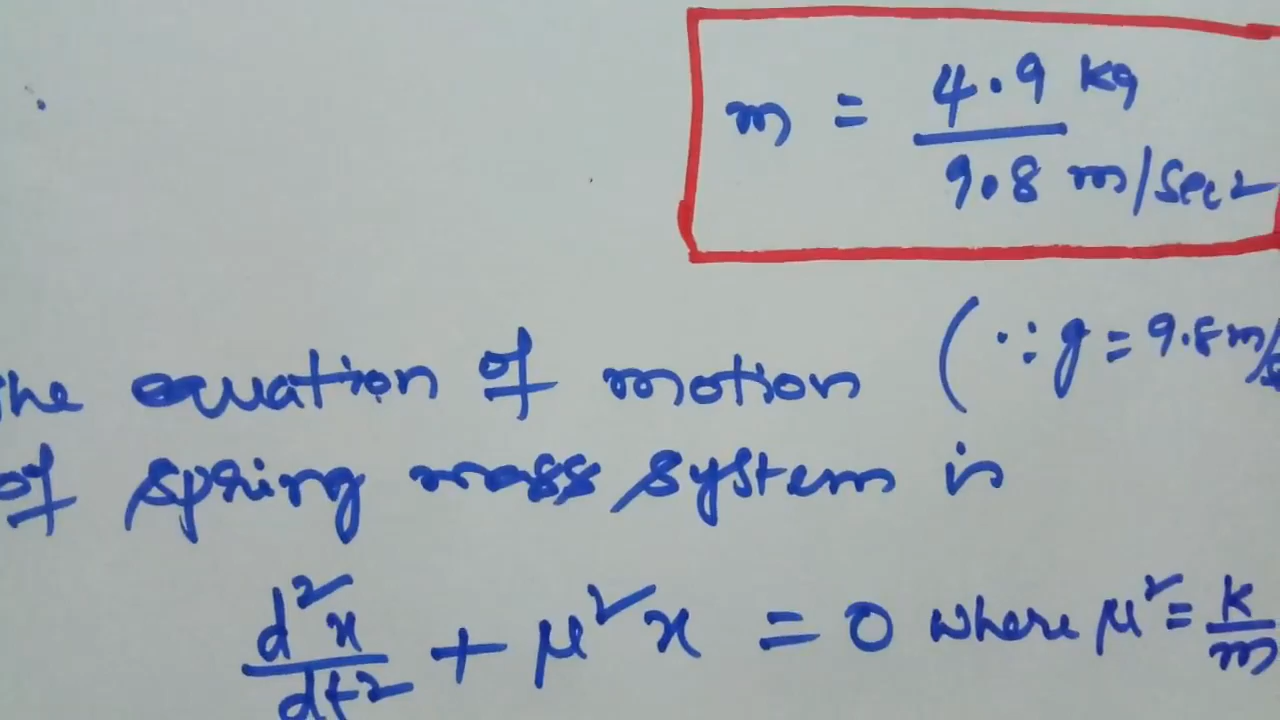 m = 4.9 kg / 9.8 m/sec²
(∵ g = 9.8 m/s
the equation of motion
of spring mass system is
d²x/dt² + μ²x = 0 where μ² = k/m